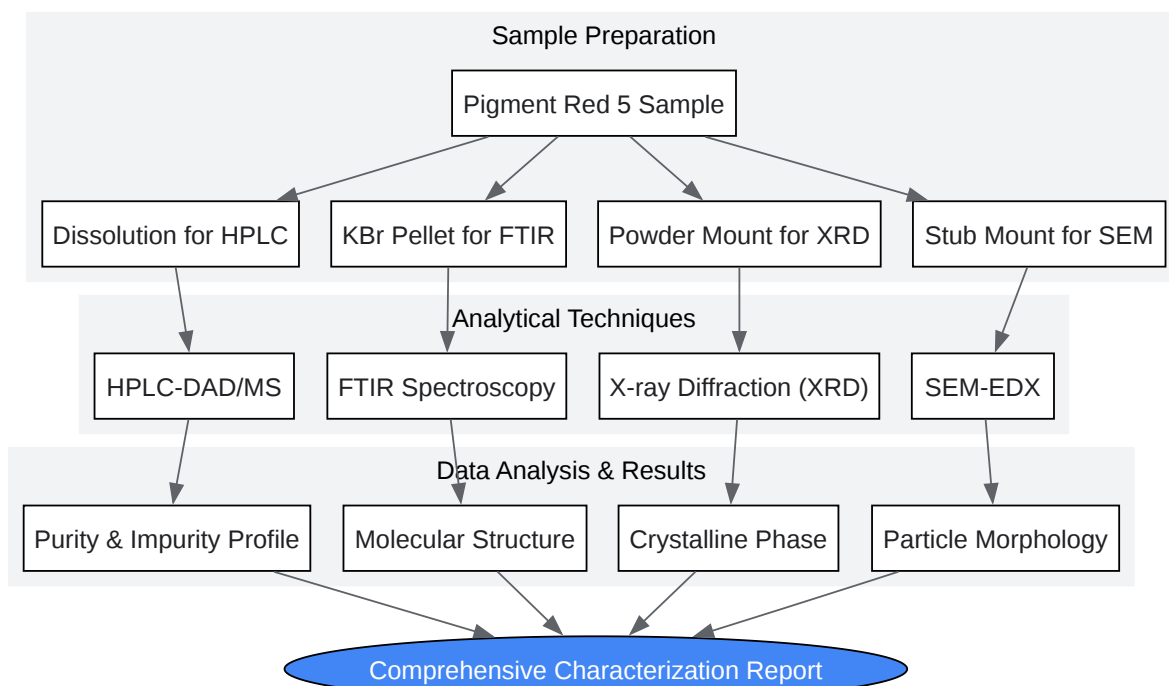 Sample Preparation
Pigment Red 5 Sample
Dissolution for HPLC
KBr Pellet for FTIR
Powder Mount for XRD
Stub Mount for SEM
Analytical Techniques
HPLC-DAD/MS
FTIR Spectroscopy
X-ray Diffraction (XRD)
SEM-EDX
Data Analysis & Results
Purity & Impurity Profile
Molecular Structure
Crystalline Phase
Particle Morphology
Comprehensive Characterization Report